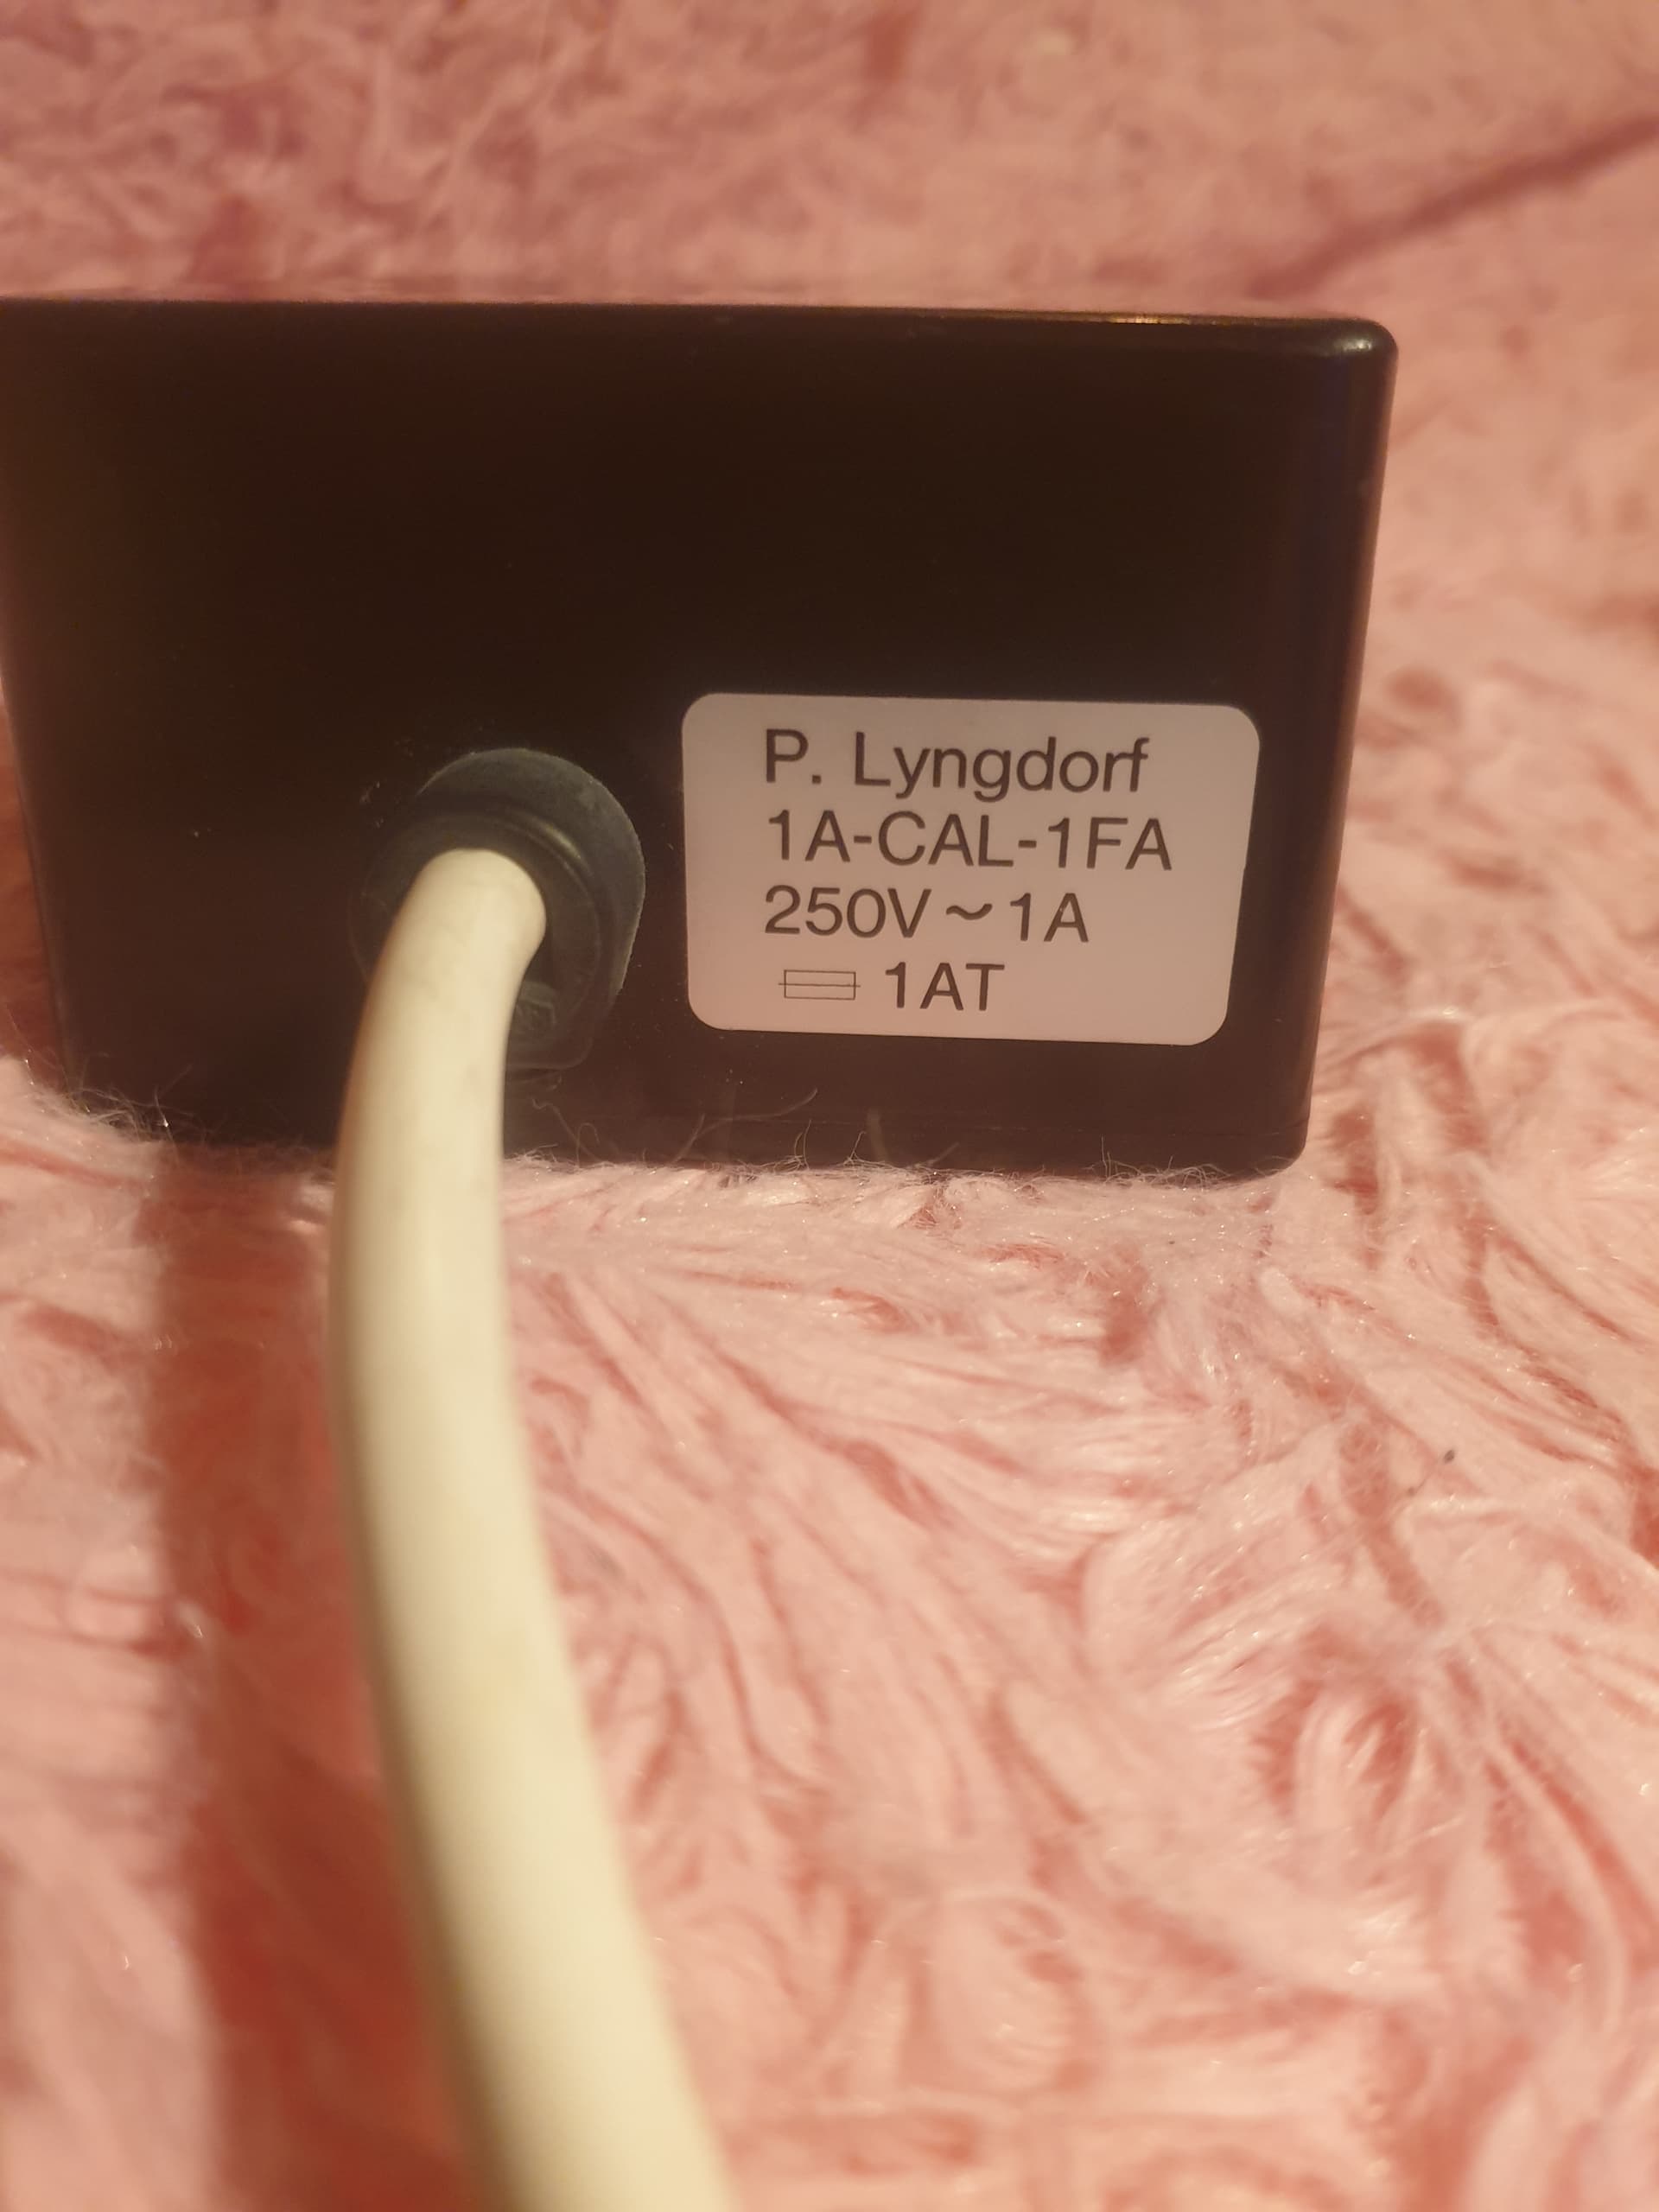 P. Lyngdorf
1A-CAL-1FA
250V ~ 1A
1AT